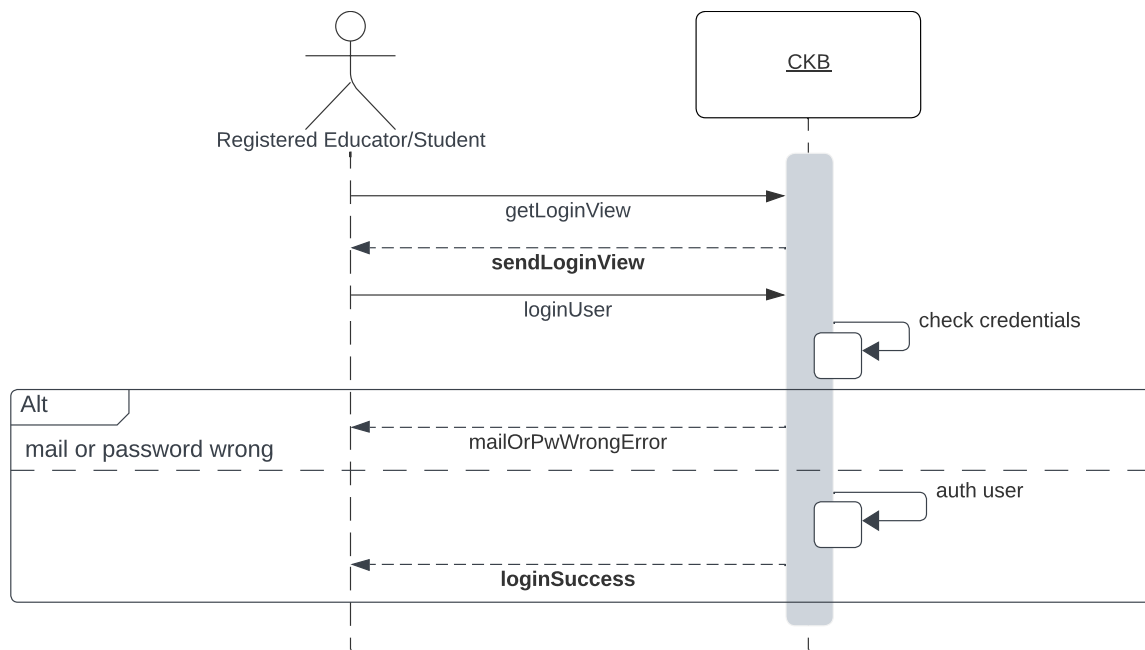 CKB
Registered Educator/Student
getLoginView
sendLoginView
loginUser
check credentials
Alt
mailOrPwWrongError
mail or password wrong
auth user
loginSuccess